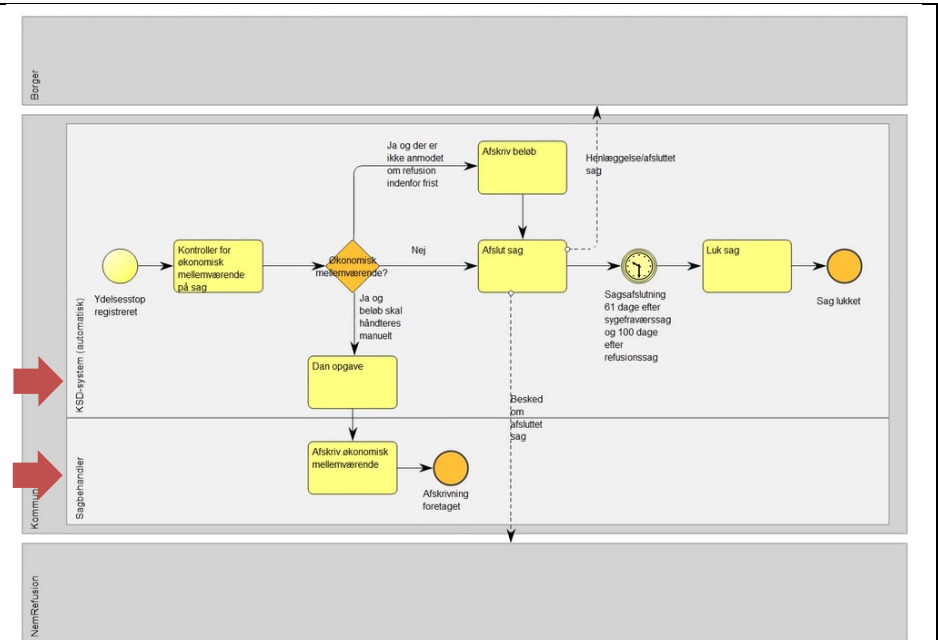 Borger
Ja og der er
ikke anmodet
om refusion
indenfor frist
Afskriv beløb
Henlæggelse/afsluttet
sag
Kontroller for
økonomisk
mellemværende
på sag
Økonomisk
mellemværende?
Nej
Afslut sag
Luk sag
Ydelsesstop
registreret
Ja og
beløb skal
håndteres
manuelt
Sagsafslutning
61 dage efter
sygefraværssag
og 100 dage
efter
refusionssag
Sag lukket
KSD-system (automatisk)
Dan opgave
Besked
om
afsluttet
sag
Kommun
Sagbehandler
Afskriv økonomisk
mellemværende
Afskrivning
foretaget
NemRefusion